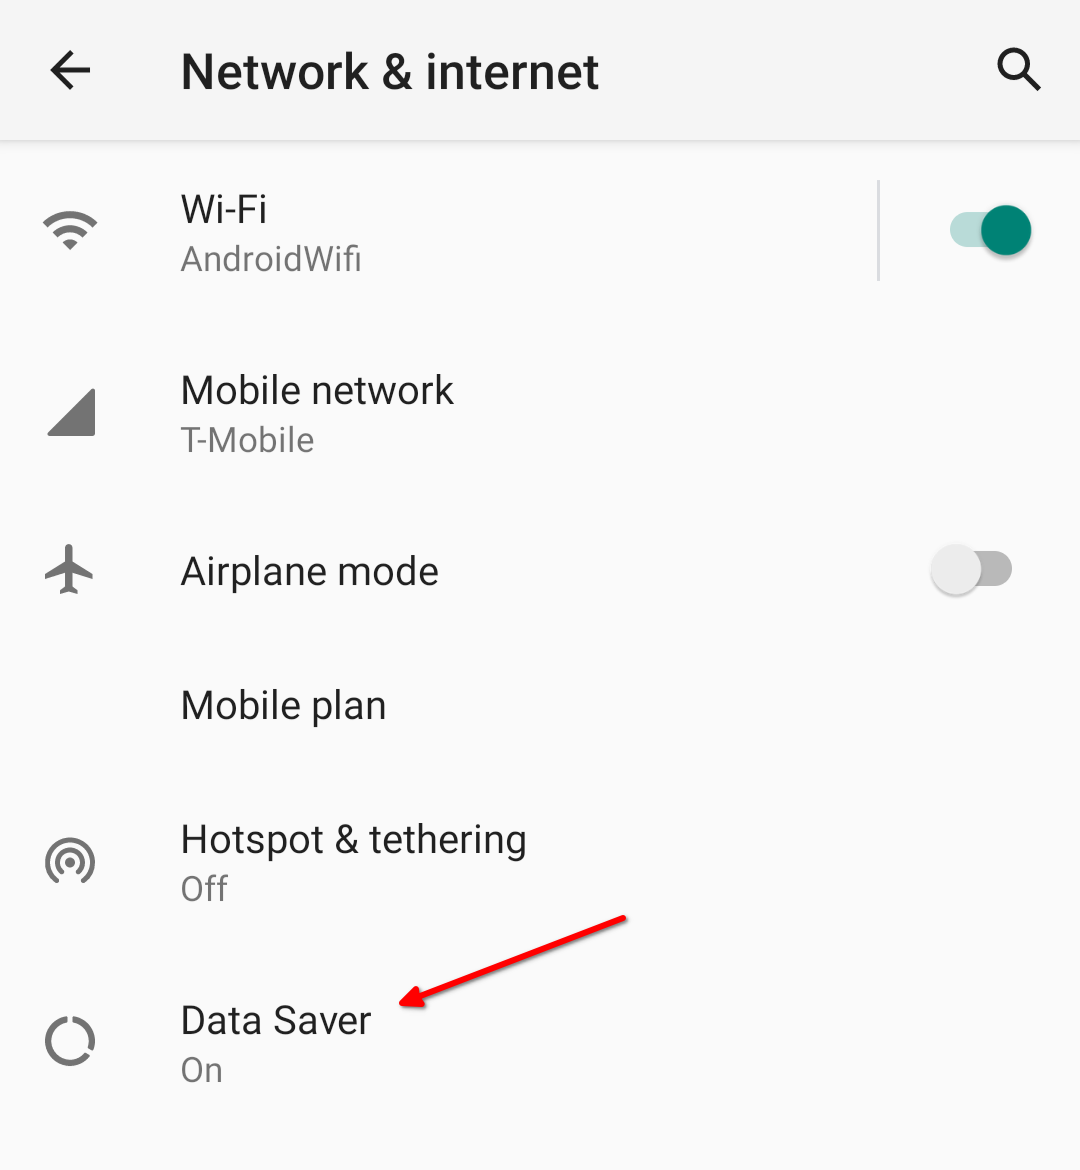 Network & internet
Wi-Fi
AndroidWifi
Mobile network
T-Mobile
Airplane mode
Mobile plan
Hotspot & tethering
Off
Data Saver
On